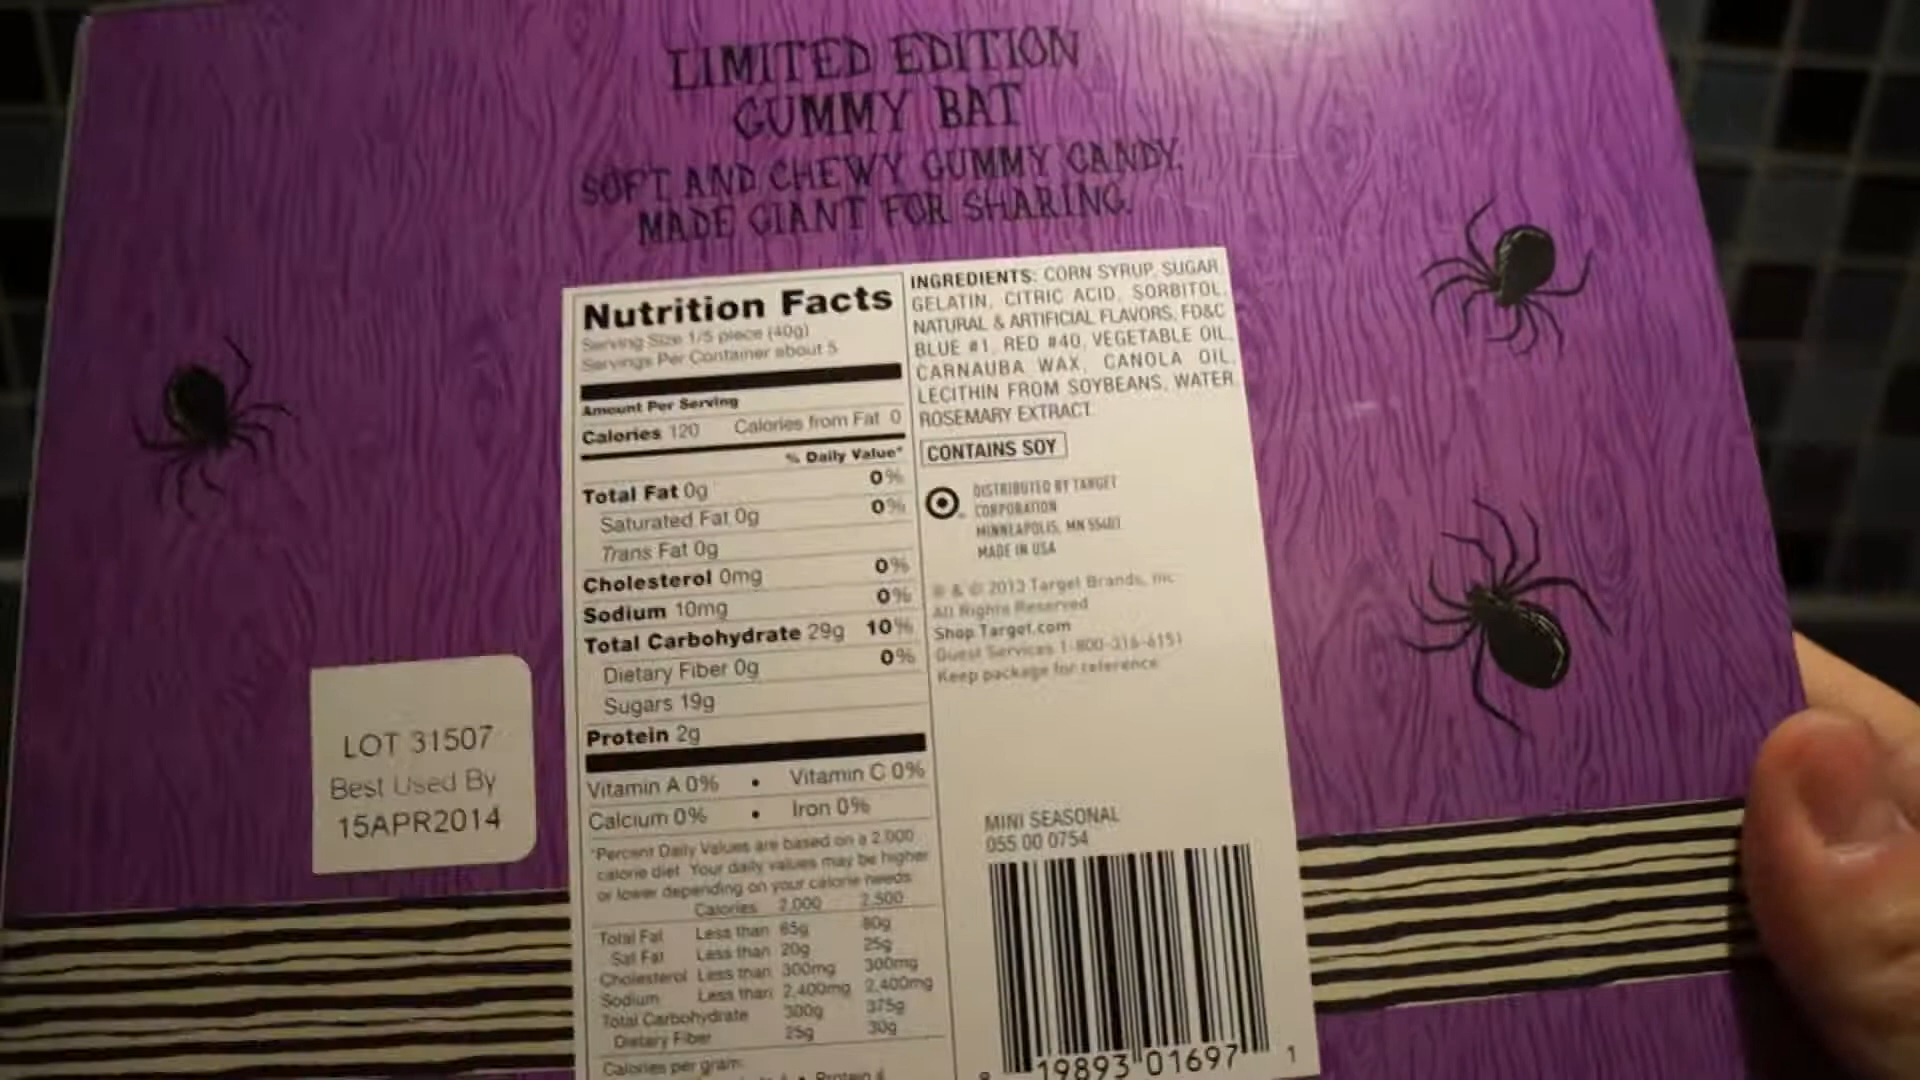 LIMITED EDITION
GUMMY BAT
SOFT AND CHEWY GUMMY CANDY.
MADE GIANT FOR SHARING.
Nutrition Facts
Serving Size 1/5 piece (40g)
Servings Per Container about 5
Amount Per Serving
Calories 120 Calories from Fat 0
% Daily Value*
Total Fat 0g 0%
Saturated Fat 0g 0%
Trans Fat 0g
Cholesterol 0mg 0%
Sodium 10mg 0%
Total Carbohydrate 29g 10%
Dietary Fiber 0g 0%
Sugars 19g
Protein 2g
Vitamin A 0% • Vitamin C 0%
Calcium 0% • Iron 0%
*Percent Daily Values are based on a 2,000
calorie diet. Your daily values may be higher
or lower depending on your calorie needs:
Calories 2,000 2,500
Total Fat Less than 65g 80g
Sat Fat Less than 20g 25g
Cholesterol Less than 300mg 300mg
Sodium Less than 2,400mg 2,400mg
Total Carbohydrate 300g 375g
Dietary Fiber 25g 30g
Calories per gram:
INGREDIENTS: CORN SYRUP, SUGAR,
GELATIN, CITRIC ACID, SORBITOL,
NATURAL & ARTIFICIAL FLAVORS, FD&C
BLUE #1, RED #40, VEGETABLE OIL,
CARNAUBA WAX, CANOLA OIL,
LECITHIN FROM SOYBEANS, WATER,
ROSEMARY EXTRACT.
CONTAINS SOY
DISTRIBUTED BY TARGET
CORPORATION
MINNEAPOLIS, MN 55403
MADE IN USA
® & © 2013 Target Brands, Inc.
All Rights Reserved
Shop Target.com
Guest Services 1-800-316-6151
Keep package for reference.
MINI SEASONAL
055 00 0754
19893 01697 1
LOT 31507
Best Used By
15APR2014